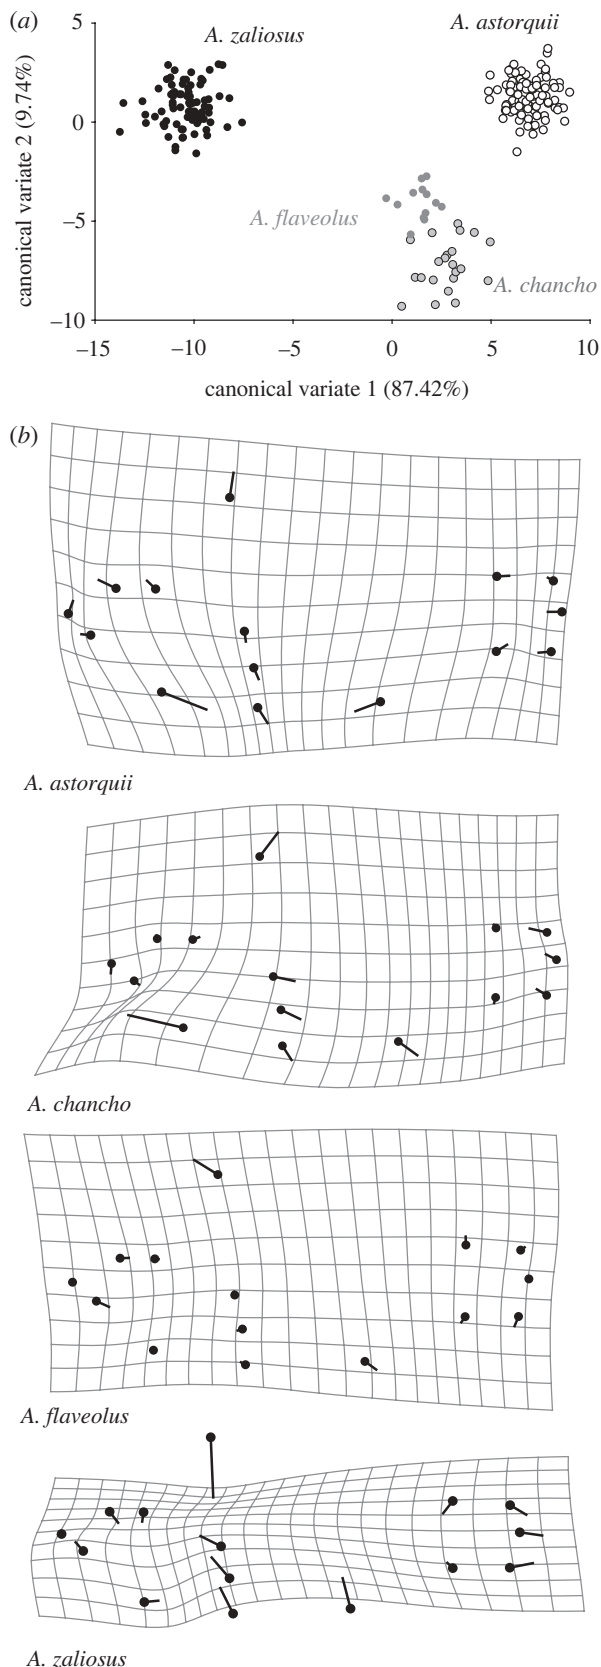 (a)
5
0
−5
−10
canonical variate 2 (9.74%)
A. zaliosus
A. astorquii
A. flaveolus
A. chancho
−15 −10 −5 0 5 10
canonical variate 1 (87.42%)
(b)
A. astorquii
A. chancho
A. flaveolus
A. zaliosus